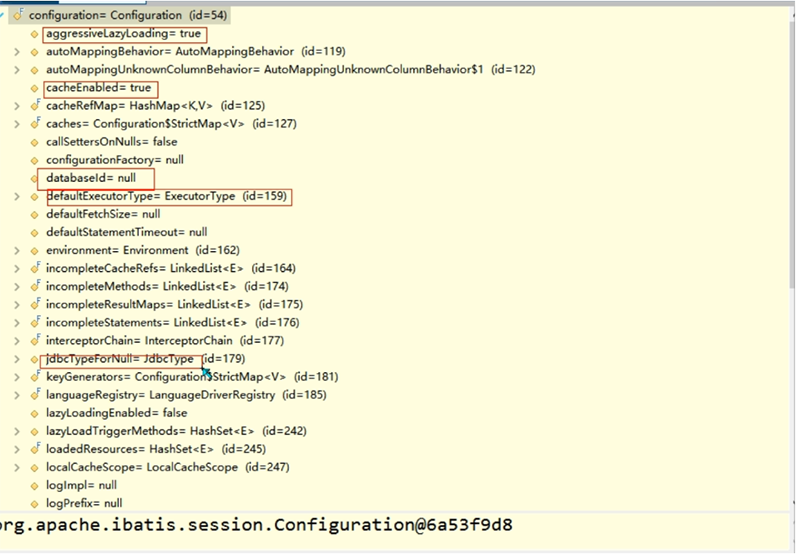 configuration= Configuration (id=54)
aggressiveLazyLoading= true
autoMappingBehavior= AutoMappingBehavior (id=119)
autoMappingUnknownColumnBehavior= AutoMappingUnknownColumnBehavior$1 (id=122)
cacheEnabled= true
cacheRefMap= HashMap<K,V> (id=125)
caches= Configuration$StrictMap<V> (id=127)
callSettersOnNulls= false
configurationFactory= null
databaseId= null
defaultExecutorType= ExecutorType (id=159)
defaultFetchSize= null
defaultStatementTimeout= null
environment= Environment (id=162)
incompleteCacheRefs= LinkedList<E> (id=164)
incompleteMethods= LinkedList<E> (id=174)
incompleteResultMaps= LinkedList<E> (id=175)
incompleteStatements= LinkedList<E> (id=176)
interceptorChain= InterceptorChain (id=177)
jdbcTypeForNull= JdbcType (id=179)
keyGenerators= Configuration$StrictMap<V> (id=181)
languageRegistry= LanguageDriverRegistry (id=185)
lazyLoadingEnabled= false
lazyLoadTriggerMethods= HashSet<E> (id=242)
loadedResources= HashSet<E> (id=245)
localCacheScope= LocalCacheScope (id=247)
logImpl= null
logPrefix= null
org.apache.ibatis.session.Configuration@6a53f9d8